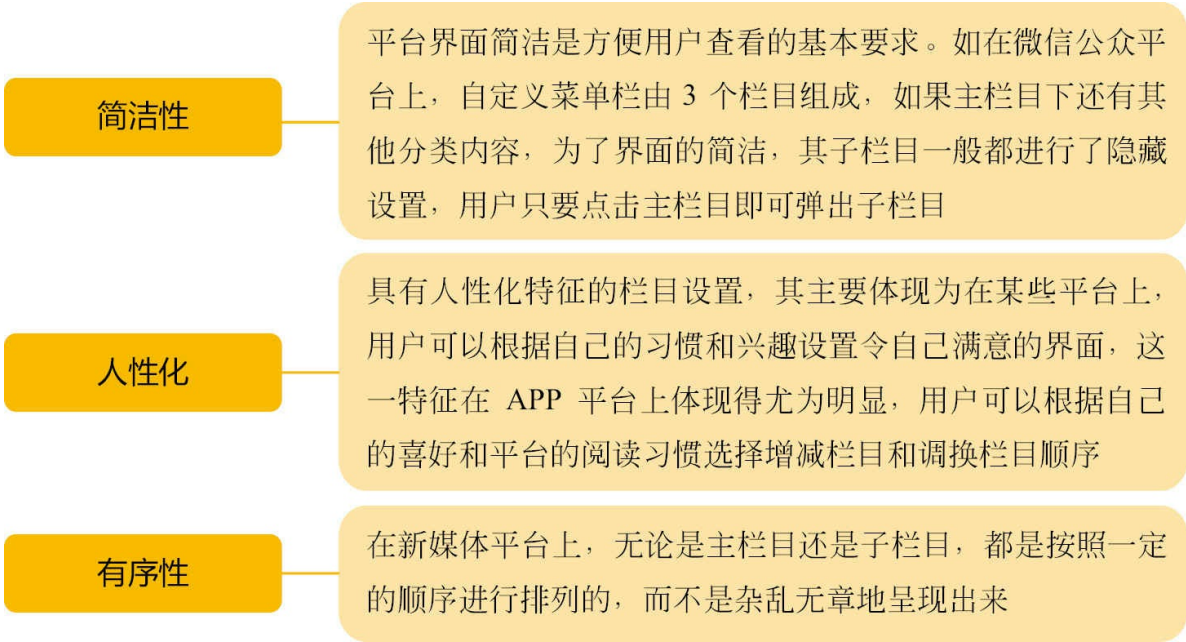 简洁性
平台界面简洁是方便用户查看的基本要求。如在微信公众平
台上，自定义菜单栏由 3 个栏目组成，如果主栏目下还有其
他分类内容，为了界面的简洁，其子栏目一般都进行了隐藏
设置，用户只要点击主栏目即可弹出子栏目
人性化
具有人性化特征的栏目设置，其主要体现为在某些平台上，
用户可以根据自己的习惯和兴趣设置令自己满意的界面，这
一特征在 APP 平台上体现得尤为明显，用户可以根据自己
的喜好和平台的阅读习惯选择增减栏目和调换栏目顺序
有序性
在新媒体平台上，无论是主栏目还是子栏目，都是按照一定
的顺序进行排列的，而不是杂乱无章地呈现出来